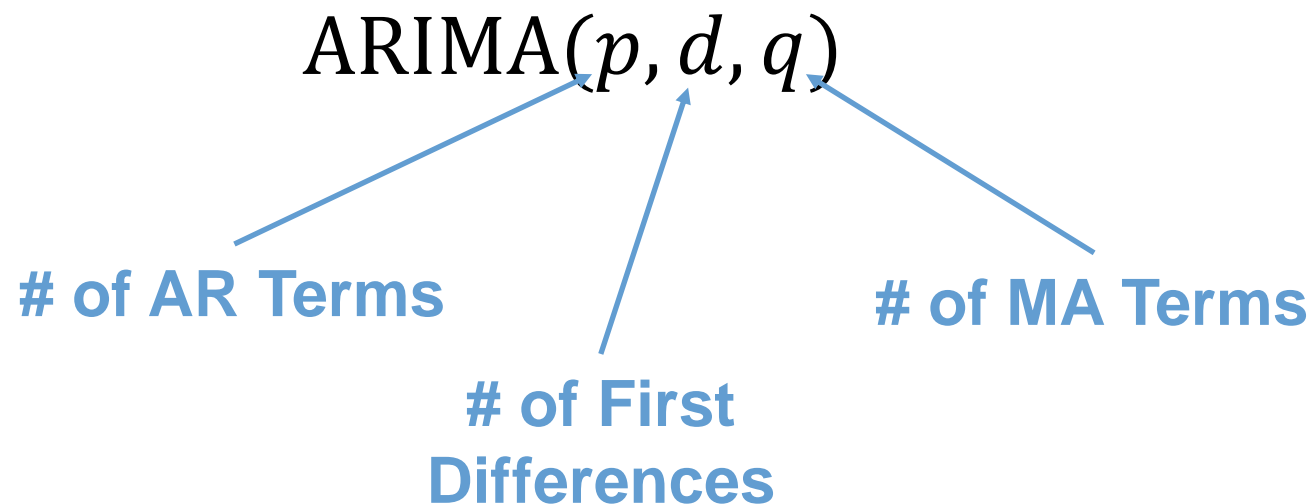 ARIMA(p, d, q)
# of AR Terms
# of MA Terms
# of First
Differences